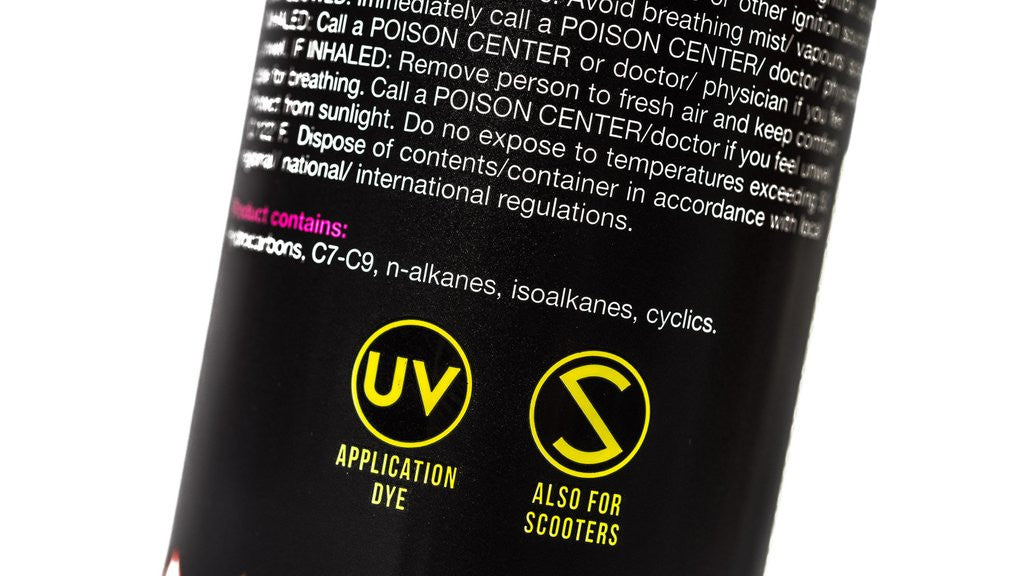 or other ignition
Avoid breathing mist/ vapours
Immediately call a POISON CENTER/ doctor
Call a POISON CENTER or doctor/ physician if you
IF INHALED: Remove person to fresh air and keep
breathing. Call a POISON CENTER/doctor if you feel unwell
from sunlight. Do no expose to temperatures exceeding
F. Dispose of contents/container in accordance with local
national/ international regulations.
Product contains:
C7-C9, n-alkanes, isoalkanes, cyclics.
UV
APPLICATION
DYE
S
ALSO FOR
SCOOTERS